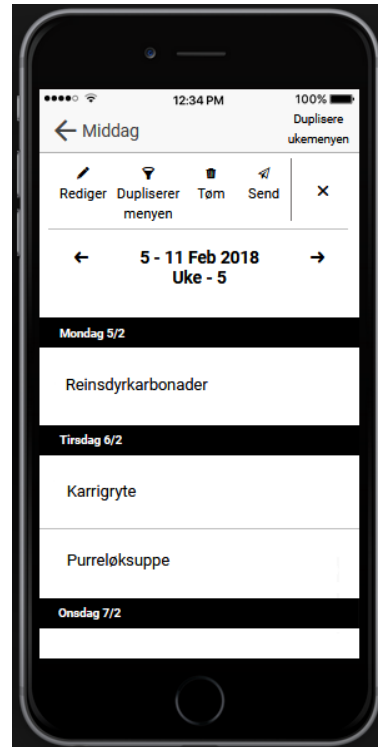 12:34 PM
100%
Middag
Duplisere
ukemenyen
Rediger
Dupliserer
menyen
Tøm
Send
5 - 11 Feb 2018
Uke - 5
Mondag 5/2
Reinsdyrkarbonader
Tirsdag 6/2
Karrigryte
Purreløksuppe
Onsdag 7/2